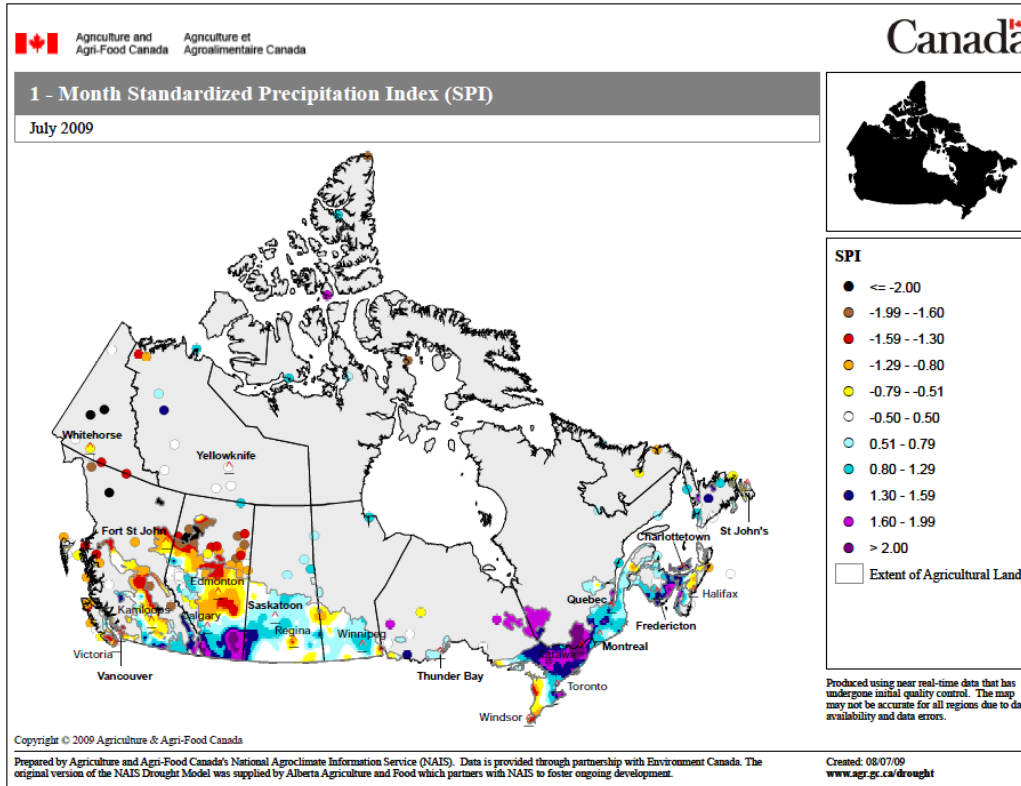 Agriculture and Agriculture et
Agri-Food Canada Agroalimentaire Canada
Canada
1 - Month Standardized Precipitation Index (SPI)
July 2009
SPI
<= -2.00
-1.99 - -1.60
-1.59 - -1.30
-1.29 - -0.80
-0.79 - -0.51
-0.50 - 0.50
0.51 - 0.79
0.80 - 1.29
1.30 - 1.59
1.60 - 1.99
> 2.00
Extent of Agricultural Land
Whitehorse
Yellowknife
Fort St John
Edmonton
Kamloops
Calgary
Saskatoon
Regina
Winnipeg
Victoria
Vancouver
Thunder Bay
Windsor
Toronto
Ottawa
Montreal
Quebec
Fredericton
Halifax
Charlottetown
St John's
Produced using near real-time data that has
undergone initial quality control. The map
may not be accurate for all regions due to da
availability and data errors.
Copyright © 2009 Agriculture & Agri-Food Canada
Prepared by Agriculture and Agri-Food Canada's National Agroclimate Information Service (NAIS). Data is provided through partnership with Environment Canada. The
original version of the NAIS Drought Model was supplied by Alberta Agriculture and Food which partners with NAIS to foster ongoing development.
Created: 08/07/09
www.agr.gc.ca/drought